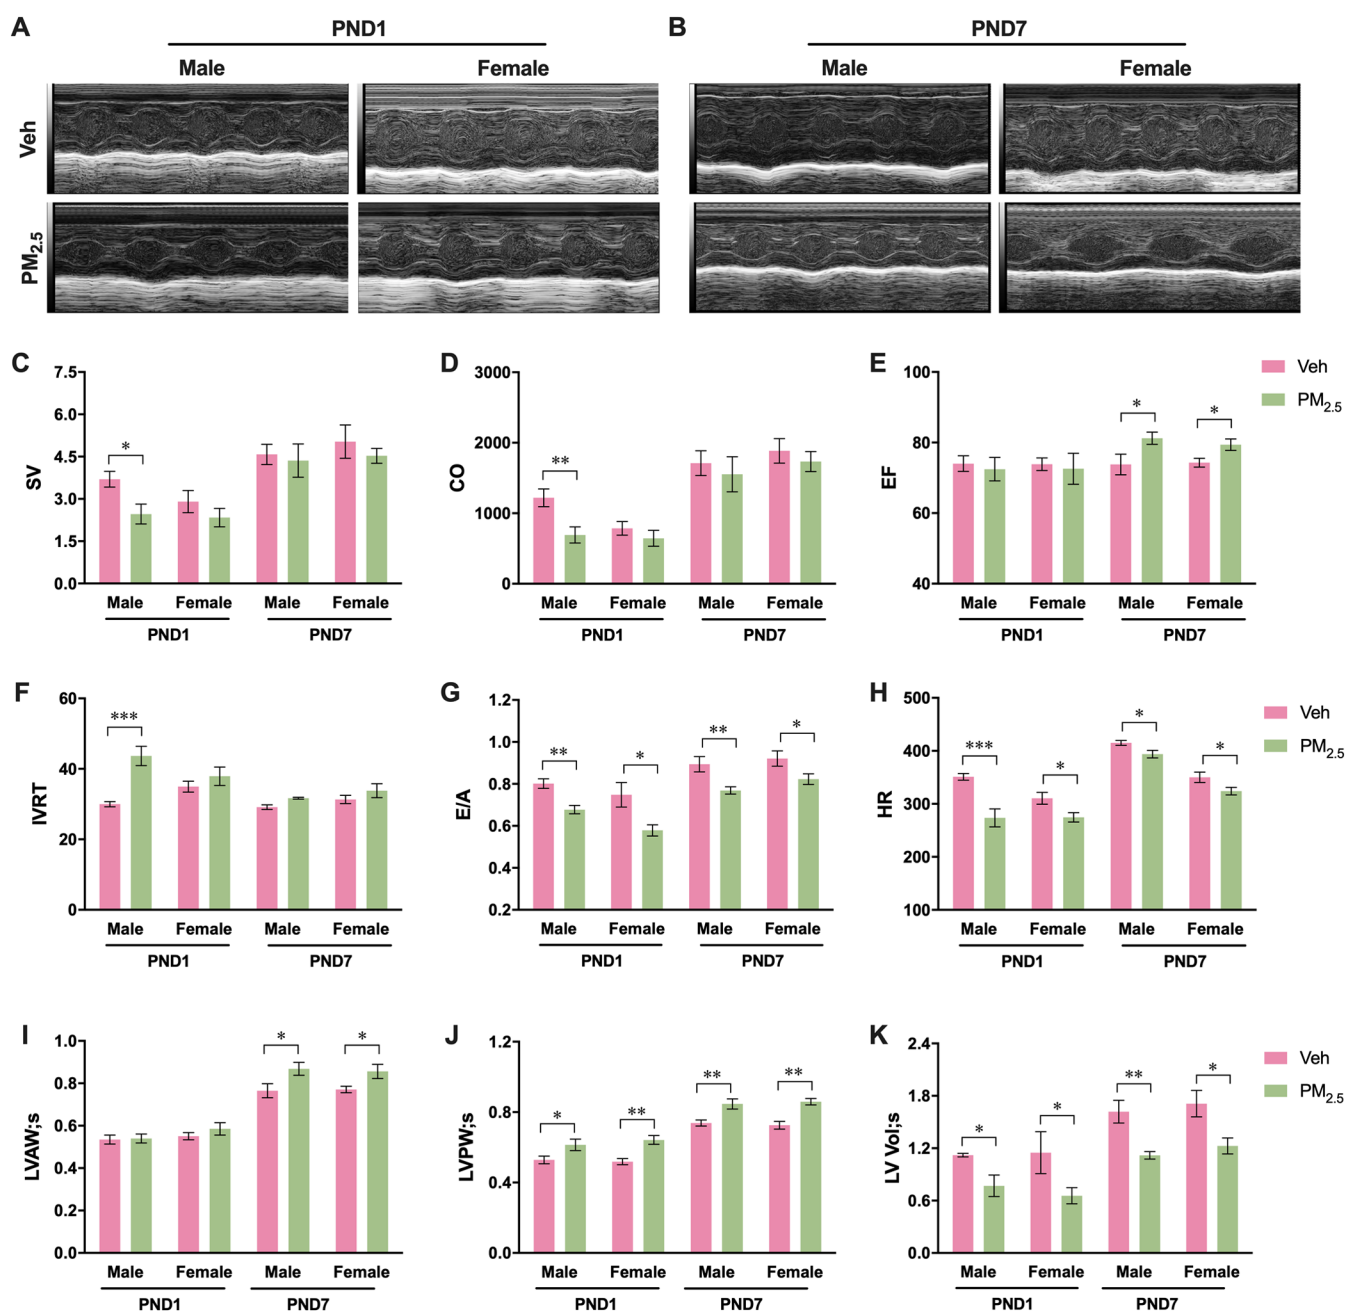 A PND1 B PND7
Male Female Male Female
Veh
PM2.5
C D E
SV
7.5
6.0
4.5
3.0
1.5
0.0
*
Male Female Male Female
PND1 PND7
CO
3000
2000
1000
0
**
Male Female Male Female
PND1 PND7
EF
100
80
60
40
* *
Male Female Male Female
PND1 PND7
Veh
PM2.5
F G H
IVRT
60
40
20
0
***
Male Female Male Female
PND1 PND7
E/A
1.2
1.0
0.8
0.6
0.4
0.2
** * ** *
Male Female Male Female
PND1 PND7
HR
500
400
300
200
100
*** * * *
Male Female Male Female
PND1 PND7
Veh
PM2.5
I J K
LVAW;s
1.0
0.8
0.6
0.4
0.2
0.0
* *
Male Female Male Female
PND1 PND7
LVPW;s
1.2
0.8
0.4
0.0
* ** ** **
Male Female Male Female
PND1 PND7
LV Vol;s
2.4
1.8
1.2
0.6
0.0
* * ** *
Male Female Male Female
PND1 PND7
Veh
PM2.5